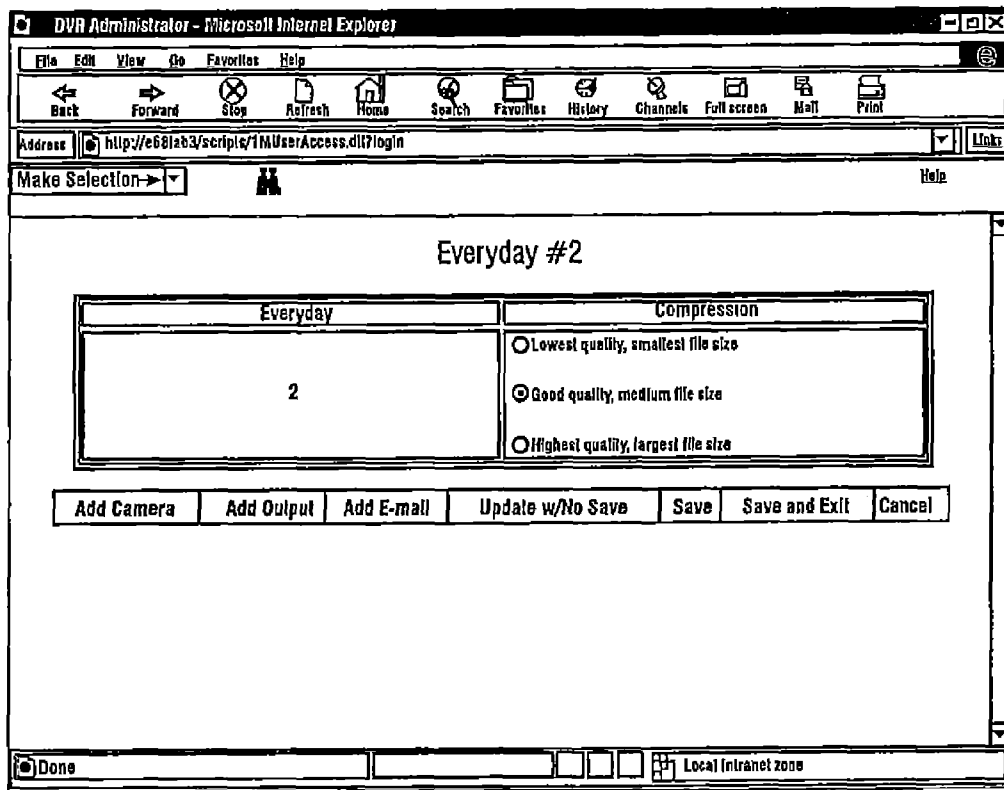 DVR Administrator - Microsoft Internet Explorer
File Edit View Go Favorites Help
Back Forward Stop Refresh Home Search Favorites History Channels Full screen Mail Print
Address http://e68lab3/scripts/1MUserAccess.dll?login Links
Make Selection Help
Everyday #2
Everyday Compression
2
Lowest quality, smallest file size
Good quality, medium file size
Highest quality, largest file size
Add Camera Add Output Add E-mail Update w/No Save Save Save and Exit Cancel
Done Local intranet zone